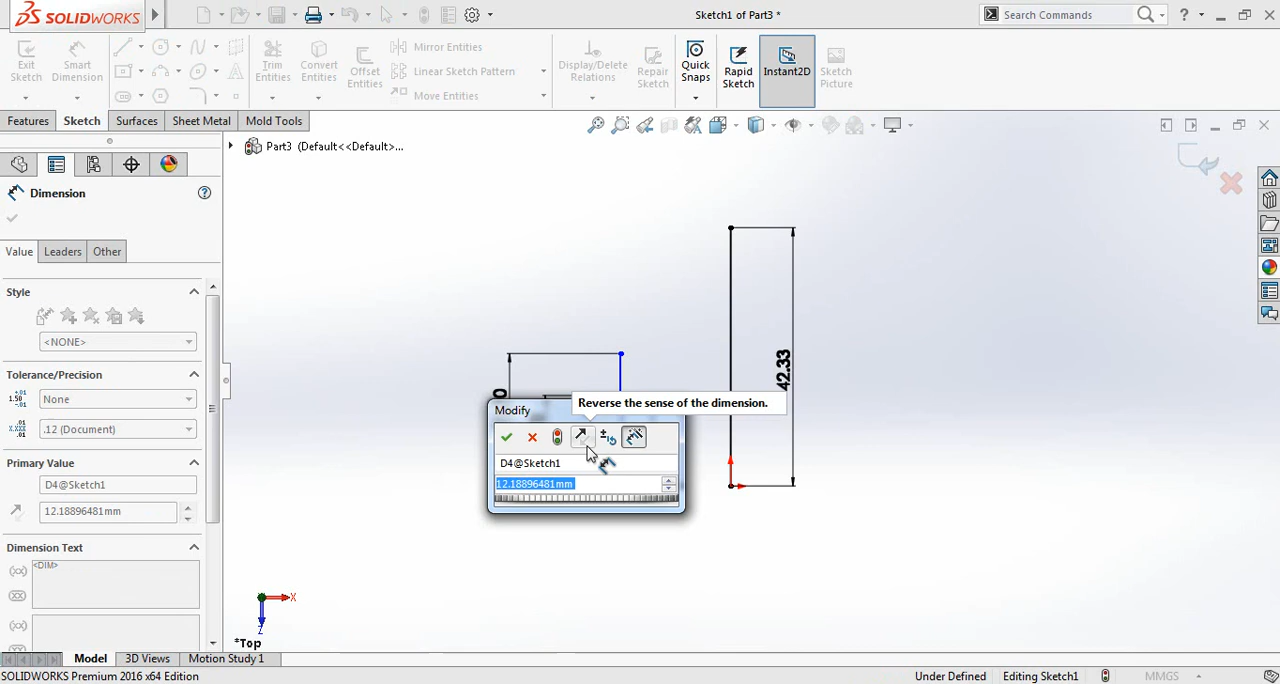 SOLIDWORKS
Sketch1 of Part3 *
Search Commands
?
Exit Sketch
Smart Dimension
Trim Entities
Convert Entities
Offset Entities
Mirror Entities
Linear Sketch Pattern
Move Entities
Display/Delete Relations
Repair Sketch
Quick Snaps
Rapid Sketch
Instant2D
Sketch Picture
Features
Sketch
Surfaces
Sheet Metal
Mold Tools
Part3 (Default<<Default>...
Dimension
?
Value
Leaders
Other
Style
<NONE>
Tolerance/Precision
None
.12 (Document)
Primary Value
D4@Sketch1
12.18896481mm
Dimension Text
<DIM>
42.33
Reverse the sense of the dimension.
Modify
D4@Sketch1
12.18896481mm
X
Z
*Top
Model
3D Views
Motion Study 1
SOLIDWORKS Premium 2016 x64 Edition
Under Defined
Editing Sketch1
MMGS